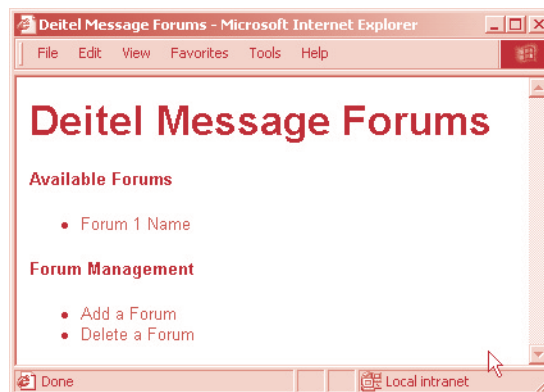 Deitel Message Forums - Microsoft Internet Explorer
File Edit View Favorites Tools Help
Deitel Message Forums
Available Forums
Forum 1 Name
Forum Management
Add a Forum
Delete a Forum
Done Local intranet